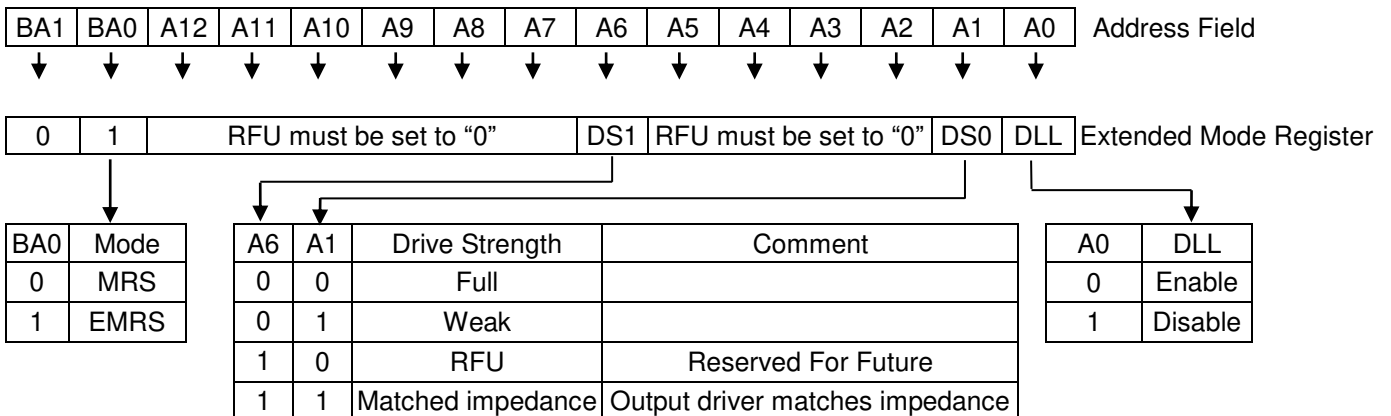 BA1 BA0 A12 A11 A10 A9 A8 A7 A6 A5 A4 A3 A2 A1 A0 Address Field
0 1 RFU must be set to “0” DS1 RFU must be set to “0” DS0 DLL Extended Mode Register
BA0 Mode
0 MRS
1 EMRS
A6 A1 Drive Strength Comment
0 0 Full
0 1 Weak
1 0 RFU Reserved For Future
1 1 Matched impedance Output driver matches impedance
A0 DLL
0 Enable
1 Disable